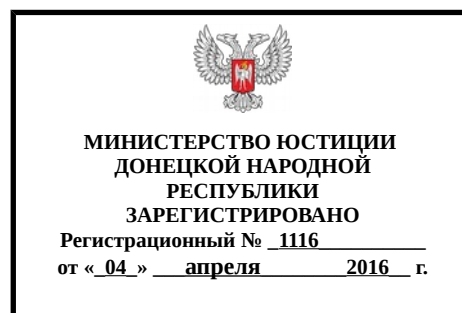 МИНИСТЕРСТВО ЮСТИЦИИ
ДОНЕЦКОЙ НАРОДНОЙ
РЕСПУБЛИКИ
ЗАРЕГИСТРИРОВАНО
Регистрационный № _1116__________
от «_04_» ___апреля________2016__ г.